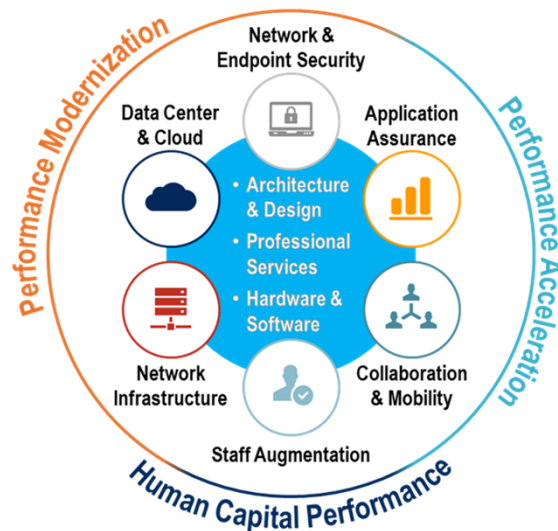 Performance Modernization
Performance Acceleration
Human Capital Performance
Network &
Endpoint Security
Data Center
& Cloud
Application
Assurance
• Architecture
& Design
• Professional
Services
• Hardware &
Software
Network
Infrastructure
Collaboration
& Mobility
Staff Augmentation